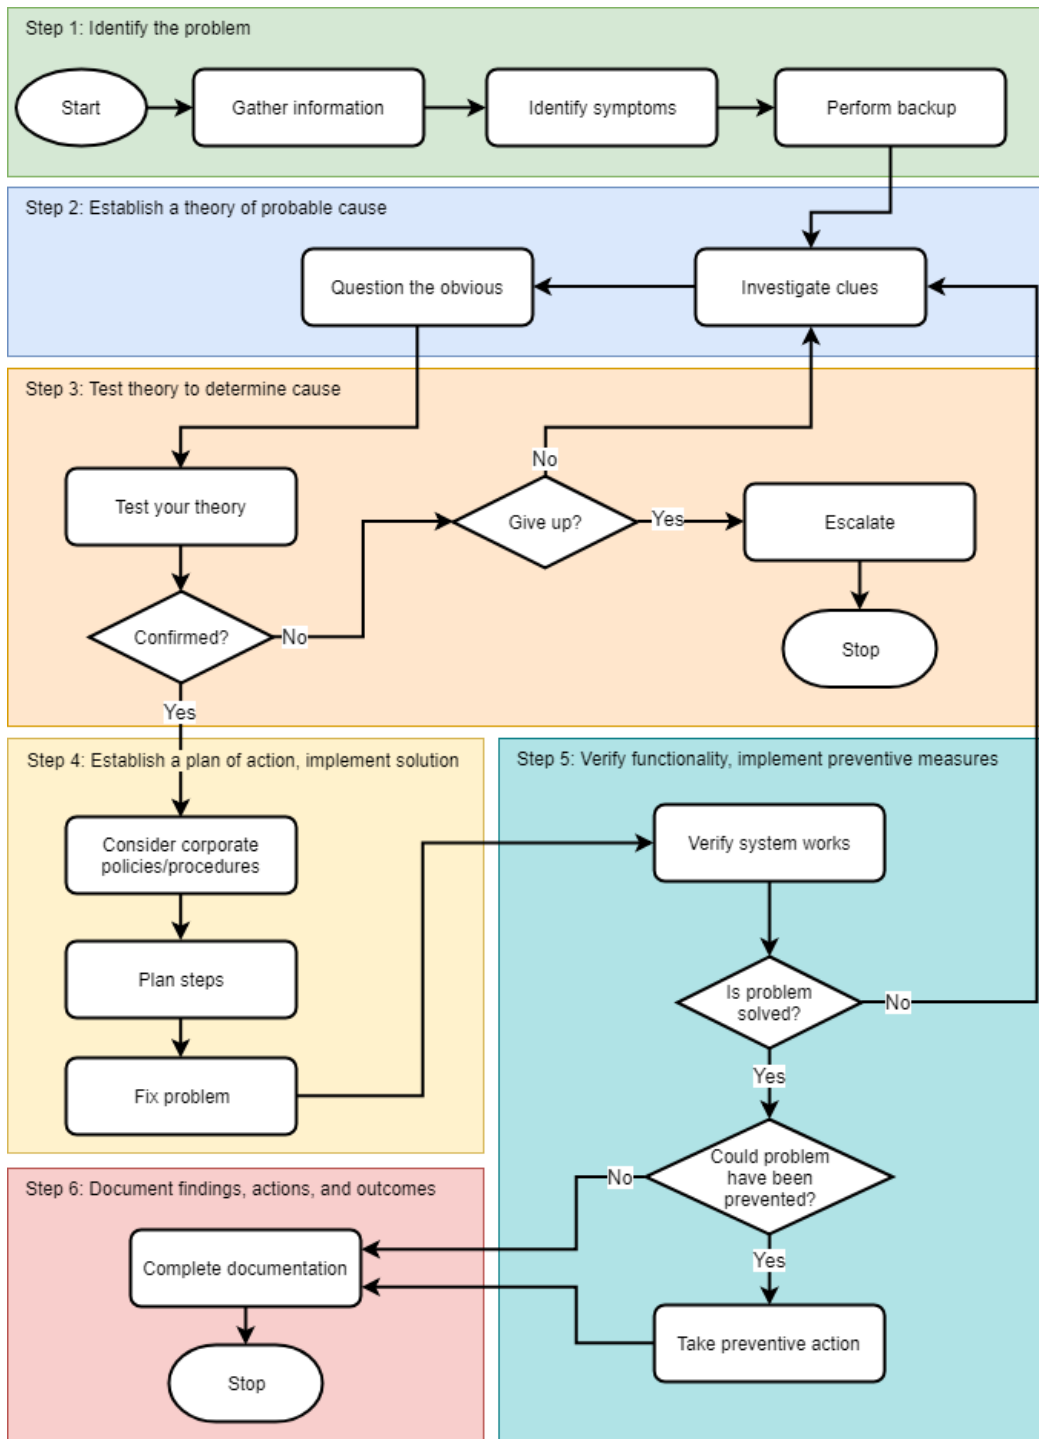 Step 1: Identify the problem
Start
Gather information
Identify symptoms
Perform backup
Step 2: Establish a theory of probable cause
Question the obvious
Investigate clues
Step 3: Test theory to determine cause
No
Test your theory
Give up?
Yes
Escalate
Confirmed?
No
Stop
Yes
Step 4: Establish a plan of action, implement solution
Consider corporate
policies/procedures
Plan steps
Fix problem
Step 5: Verify functionality, implement preventive measures
Verify system works
Is problem
solved?
No
Yes
Could problem
have been
prevented?
No
Yes
Take preventive action
Step 6: Document findings, actions, and outcomes
Complete documentation
Stop